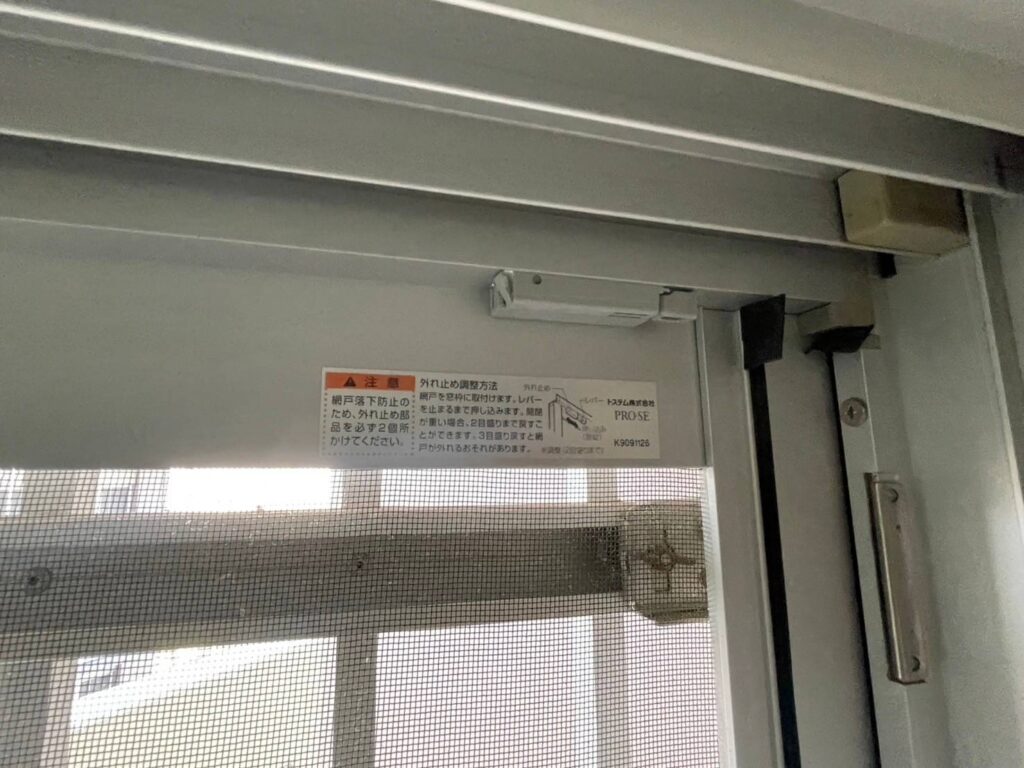 ⚠ 注意
網戸落下防止の
ため、外れ止め部
品を必ず2個所
かけてください。
外れ止め調整方法
網戸を窓枠に取付けます。レバー
を止まるまで押し込みます。開閉
が重い場合、2目盛りまで戻すこ
とができます。3目盛り戻すと網
戸が外れるおそれがあります。
外れ止め
レバー
トステム株式会社
PRO·SE
K9091126